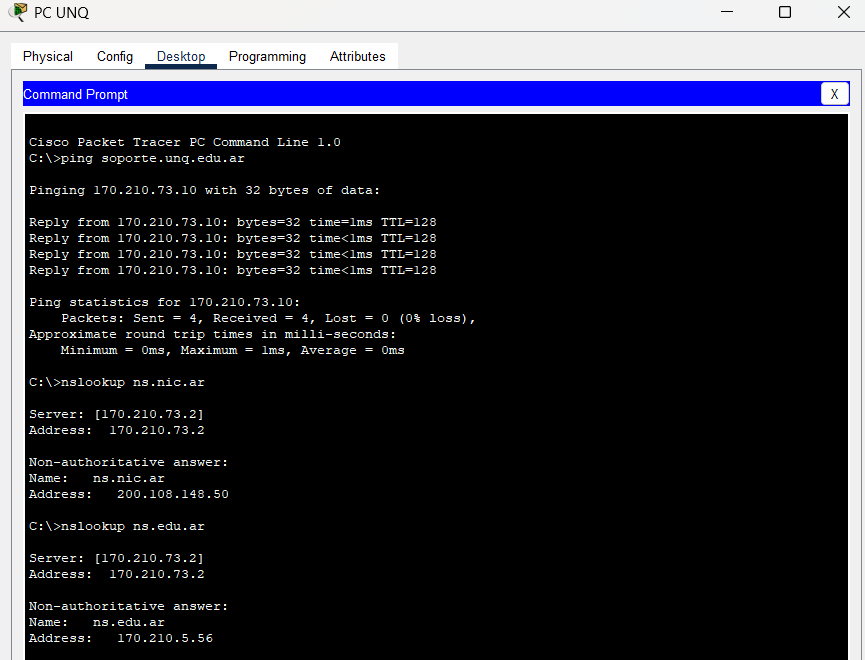 PC UNQ
Physical Config Desktop Programming Attributes
Command Prompt X
Cisco Packet Tracer PC Command Line 1.0
C:\>ping soporte.unq.edu.ar
Pinging 170.210.73.10 with 32 bytes of data:
Reply from 170.210.73.10: bytes=32 time=1ms TTL=128
Reply from 170.210.73.10: bytes=32 time<1ms TTL=128
Reply from 170.210.73.10: bytes=32 time<1ms TTL=128
Reply from 170.210.73.10: bytes=32 time<1ms TTL=128
Ping statistics for 170.210.73.10:
Packets: Sent = 4, Received = 4, Lost = 0 (0% loss),
Approximate round trip times in milli-seconds:
Minimum = 0ms, Maximum = 1ms, Average = 0ms
C:\>nslookup ns.nic.ar
Server: [170.210.73.2]
Address: 170.210.73.2
Non-authoritative answer:
Name: ns.nic.ar
Address: 200.108.148.50
C:\>nslookup ns.edu.ar
Server: [170.210.73.2]
Address: 170.210.73.2
Non-authoritative answer:
Name: ns.edu.ar
Address: 170.210.5.56